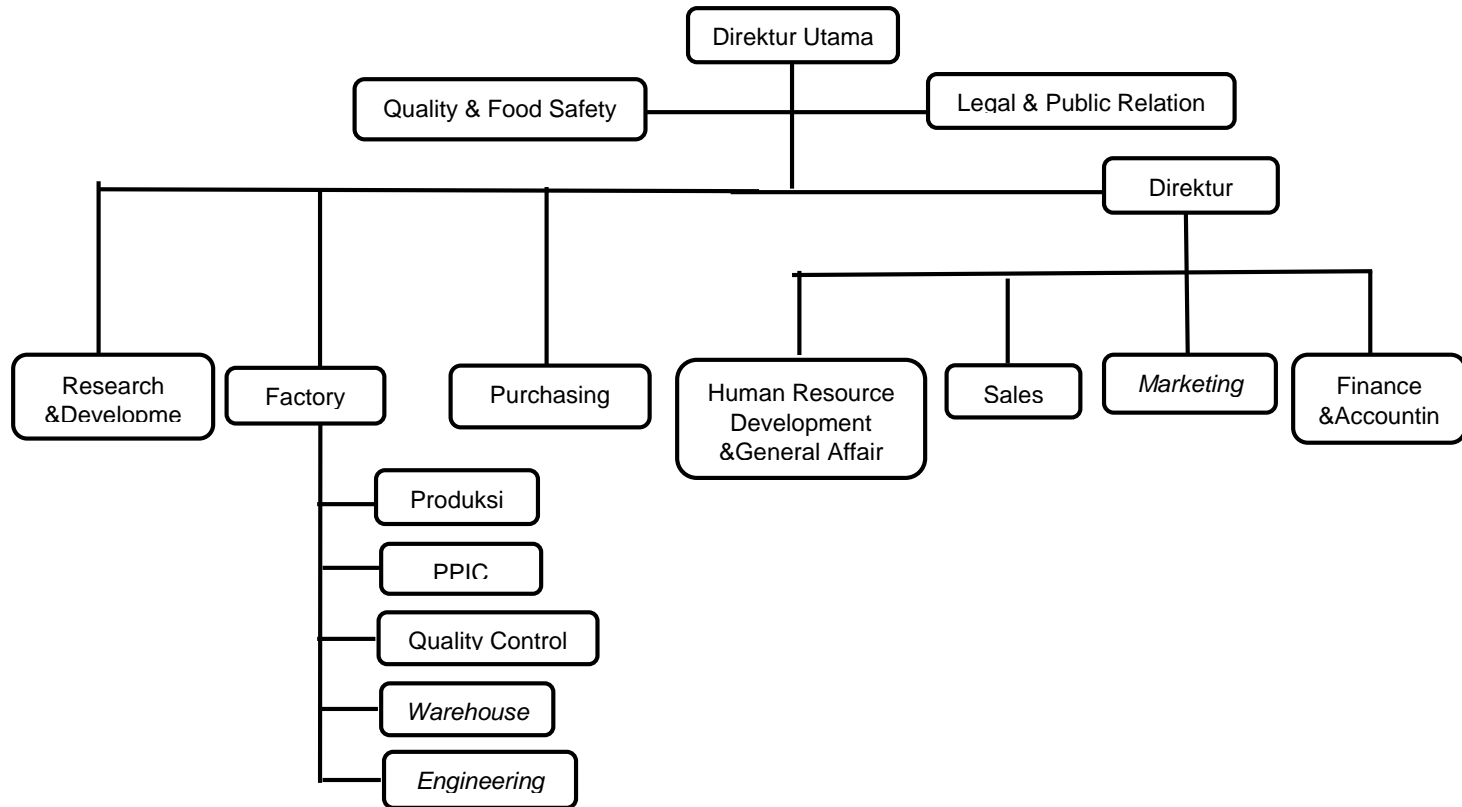 Direktur Utama
Quality & Food Safety
Legal & Public Relation
Direktur
Research
&Developme
Factory
Purchasing
Human Resource
Development
&General Affair
Sales
Marketing
Finance
&Accountin
Produksi
PPIC
Quality Control
Warehouse
Engineering